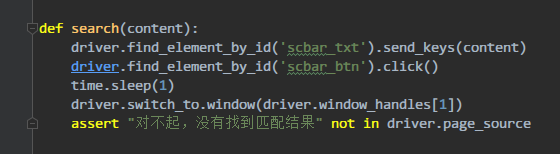 def search(content):
    driver.find_element_by_id('scbar_txt').send_keys(content)
    driver.find_element_by_id('scbar_btn').click()
    time.sleep(1)
    driver.switch_to.window(driver.window_handles[1])
    assert "对不起，没有找到匹配结果" not in driver.page_source